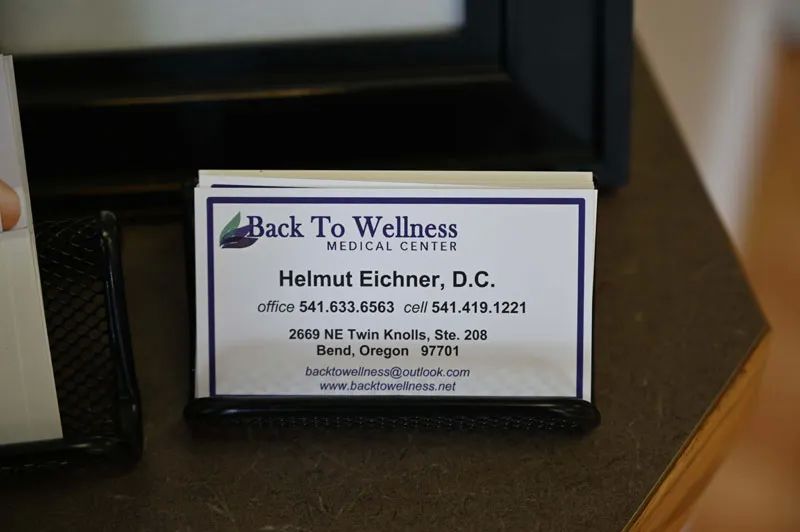 Back To Wellness
MEDICAL CENTER
Helmut Eichner, D.C.
office 541.633.6563 cell 541.419.1221
2669 NE Twin Knolls, Ste. 208
Bend, Oregon 97701
backtowellness@outlook.com
www.backtowellness.net